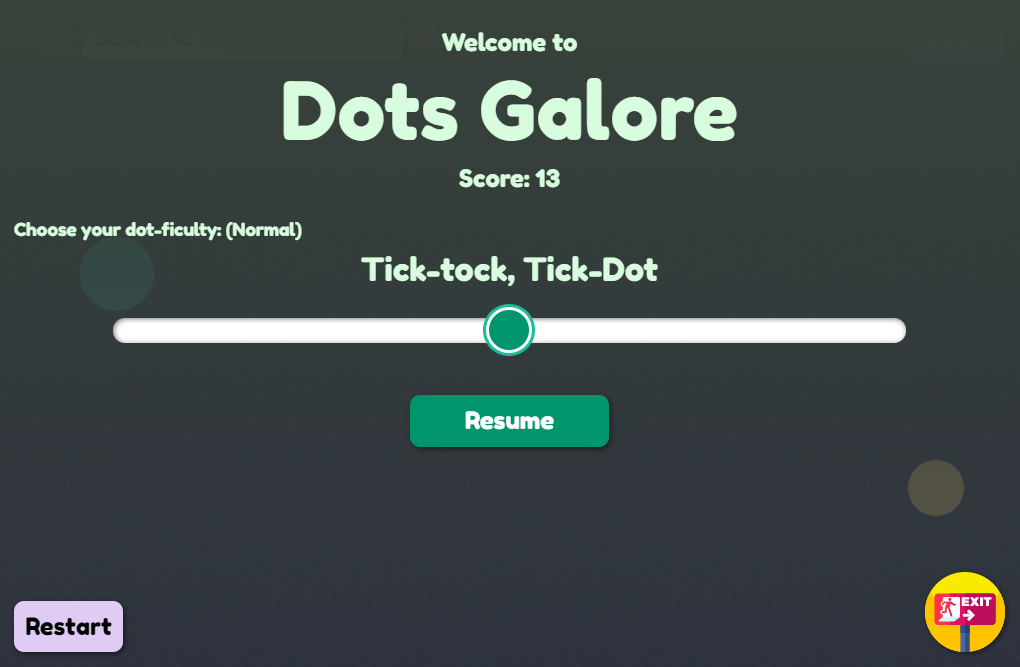 Score: 13
Welcome to
Dots Galore
Score: 13
Choose your dot-ficulty: (Normal)
Tick-tock, Tick-Dot
Resume
Restart
EXIT